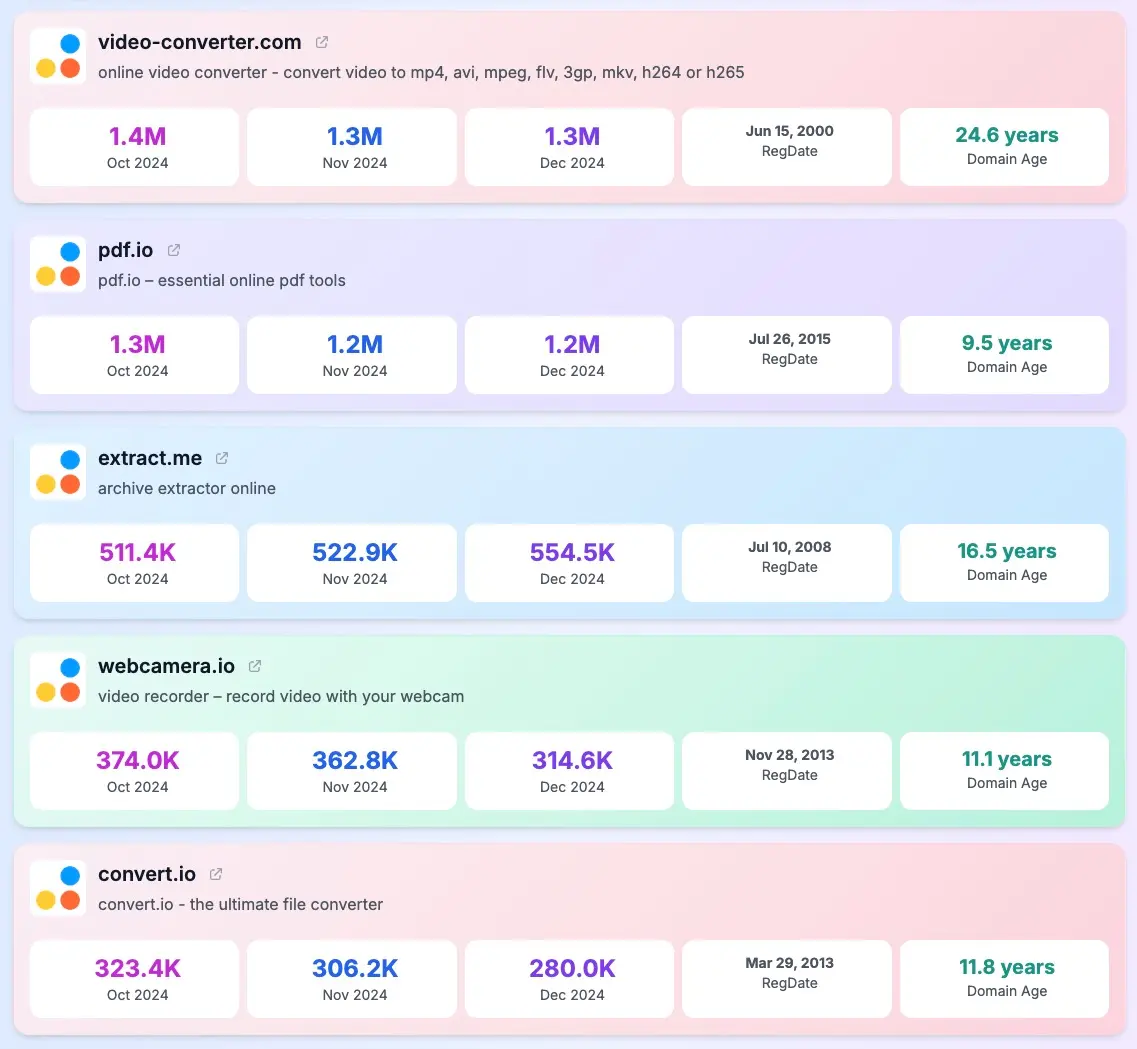 video-converter.com
online video converter - convert video to mp4, avi, mpeg, flv, 3gp, mkv, h264 or h265
1.4M
Oct 2024
1.3M
Nov 2024
1.3M
Dec 2024
Jun 15, 2000
RegDate
24.6 years
Domain Age
pdf.io
pdf.io – essential online pdf tools
1.3M
Oct 2024
1.2M
Nov 2024
1.2M
Dec 2024
Jul 26, 2015
RegDate
9.5 years
Domain Age
extract.me
archive extractor online
511.4K
Oct 2024
522.9K
Nov 2024
554.5K
Dec 2024
Jul 10, 2008
RegDate
16.5 years
Domain Age
webcamera.io
video recorder – record video with your webcam
374.0K
Oct 2024
362.8K
Nov 2024
314.6K
Dec 2024
Nov 28, 2013
RegDate
11.1 years
Domain Age
convert.io
convert.io - the ultimate file converter
323.4K
Oct 2024
306.2K
Nov 2024
280.0K
Dec 2024
Mar 29, 2013
RegDate
11.8 years
Domain Age